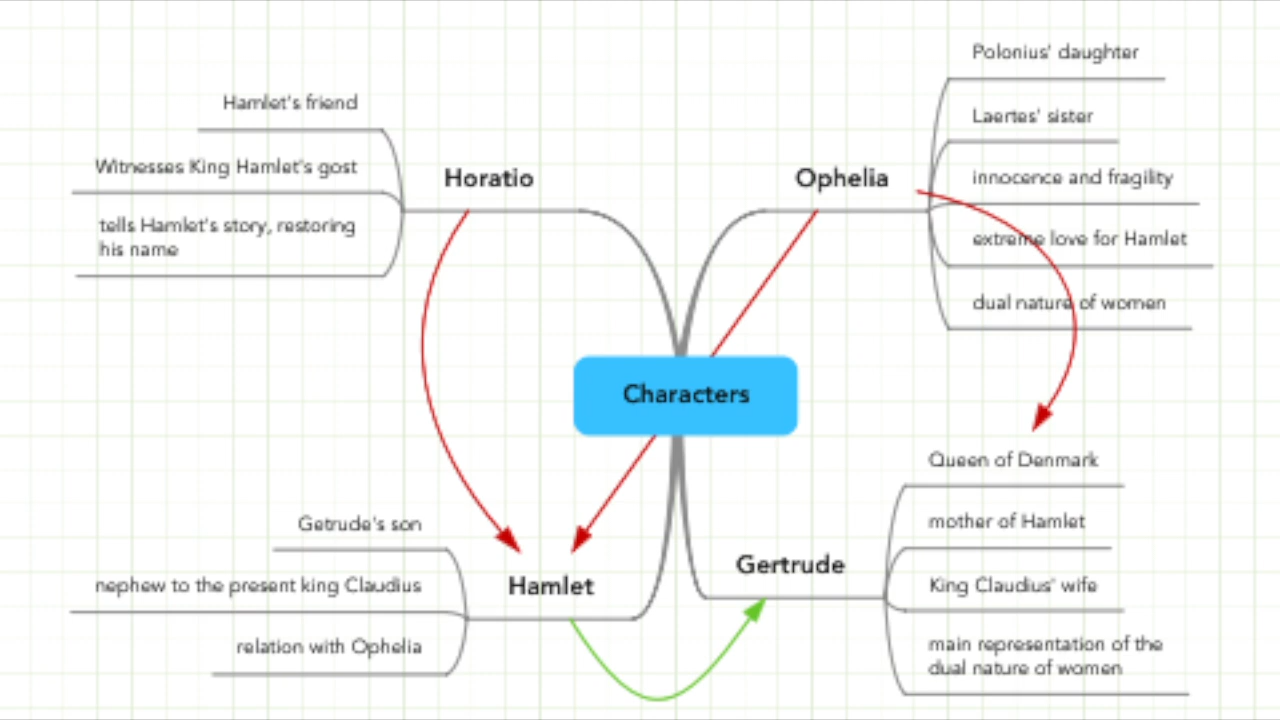 Hamlet's friend
Witnesses King Hamlet's gost
tells Hamlet's story, restoring
his name
Horatio
Ophelia
Polonius' daughter
Laertes' sister
innocence and fragility
extreme love for Hamlet
dual nature of women
Characters
Getrude's son
nephew to the present king Claudius
relation with Ophelia
Hamlet
Gertrude
Queen of Denmark
mother of Hamlet
King Claudius' wife
main representation of the
dual nature of women